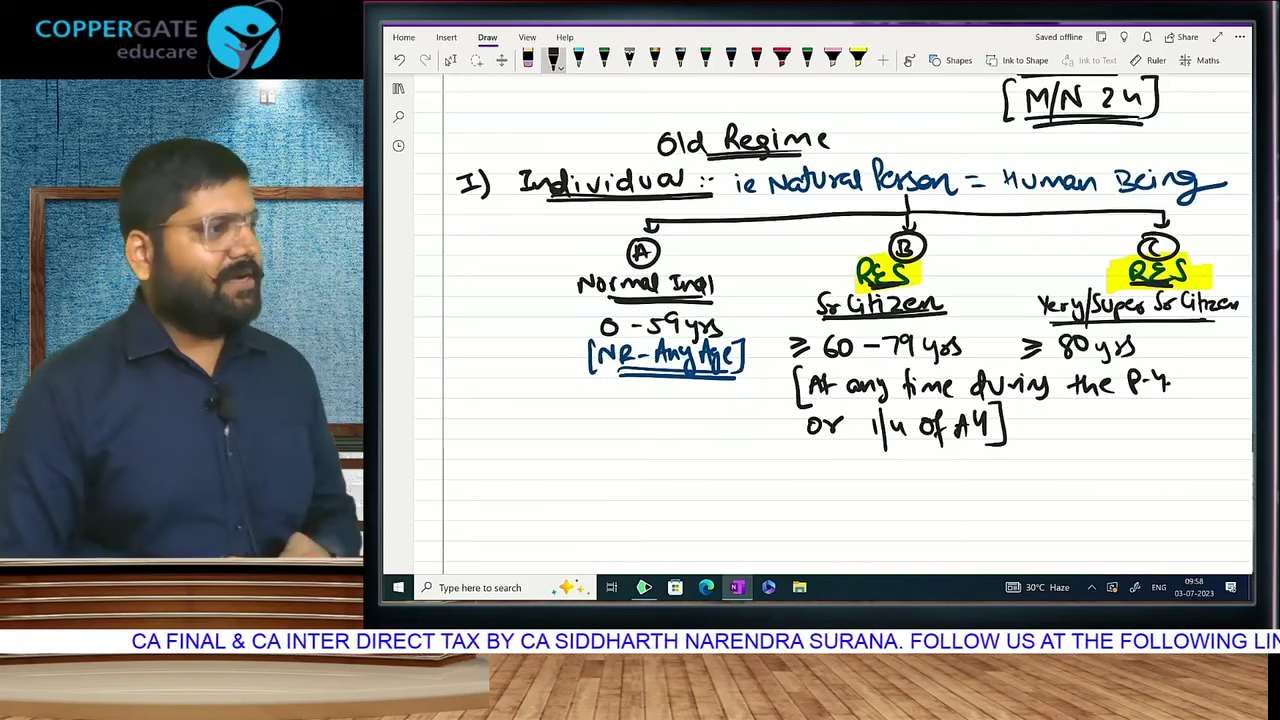 COPPERGATE
educare
Home Insert Draw View Help
Saved offline
Share
Shapes
Ink to Shape
Ink to Text
Ruler
Maths
[M/N 24]
Old Regime
I) Individual :- ie Natural Person = Human Being
A
B
C
Normal Indl
RES
RES
Sr Citizen
Very/Super Sr Citizen
0 - 59 yrs
[NR - Any Age]
≥ 60 - 79 yrs
≥ 80 yrs
[At any time during the P.Y.
or 1/4 of AY]
Type here to search
30°C Haze
ENG
09:58
03-07-2023
CA FINAL & CA INTER DIRECT TAX BY CA SIDDHARTH NARENDRA SURANA. FOLLOW US AT THE FOLLOWING LIN